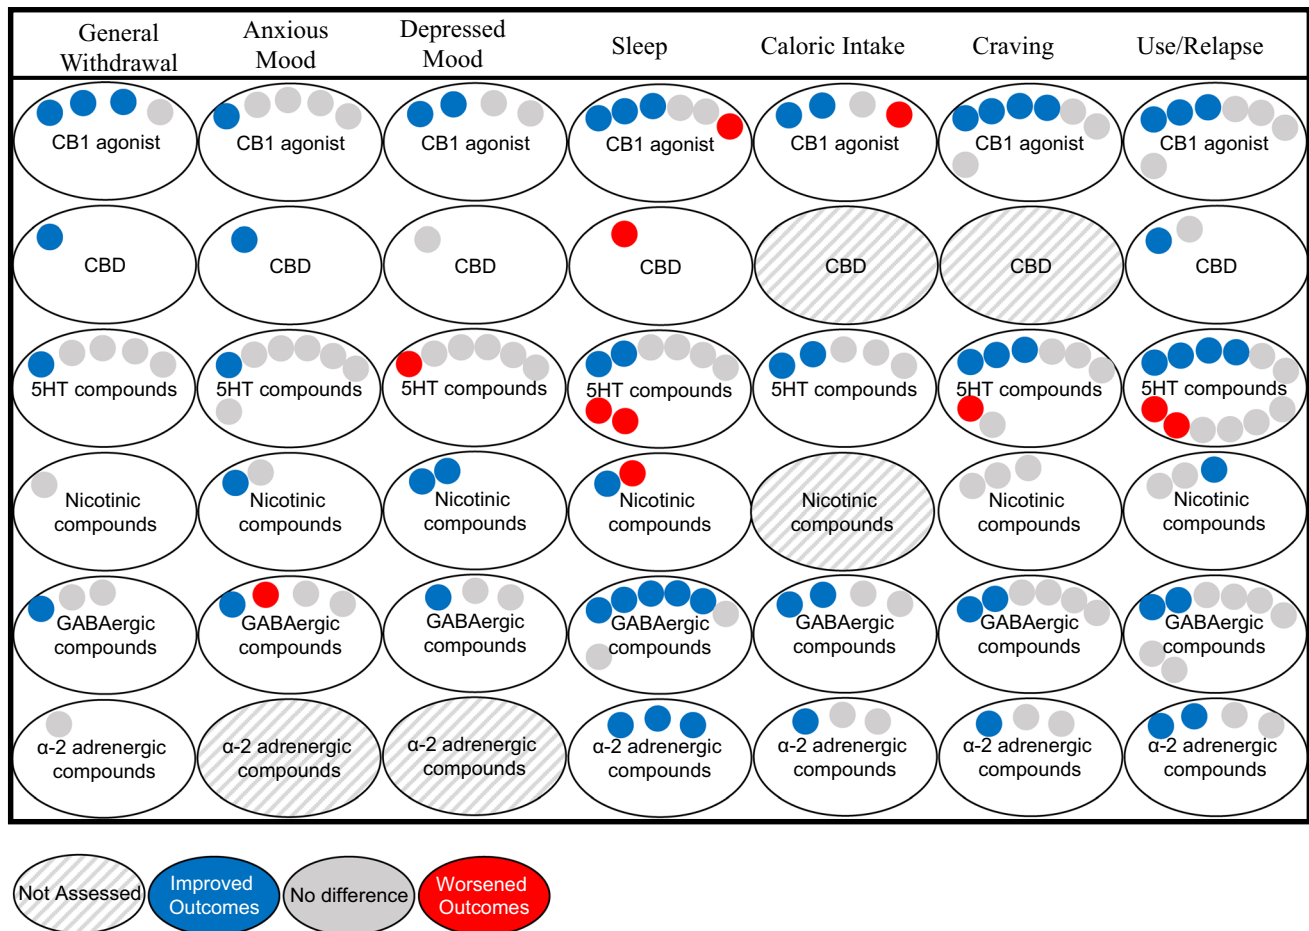 General
Withdrawal
Anxious
Mood
Depressed
Mood
Sleep
Caloric Intake
Craving
Use/Relapse
CB1 agonist
CB1 agonist
CB1 agonist
CB1 agonist
CB1 agonist
CB1 agonist
CB1 agonist
CBD
CBD
CBD
CBD
CBD
CBD
CBD
5HT compounds
5HT compounds
5HT compounds
5HT compounds
5HT compounds
5HT compounds
5HT compounds
Nicotinic
compounds
Nicotinic
compounds
Nicotinic
compounds
Nicotinic
compounds
Nicotinic
compounds
Nicotinic
compounds
Nicotinic
compounds
GABAergic
compounds
GABAergic
compounds
GABAergic
compounds
GABAergic
compounds
GABAergic
compounds
GABAergic
compounds
GABAergic
compounds
α-2 adrenergic
compounds
α-2 adrenergic
compounds
α-2 adrenergic
compounds
α-2 adrenergic
compounds
α-2 adrenergic
compounds
α-2 adrenergic
compounds
α-2 adrenergic
compounds
Not Assessed
Improved
Outcomes
No difference
Worsened
Outcomes